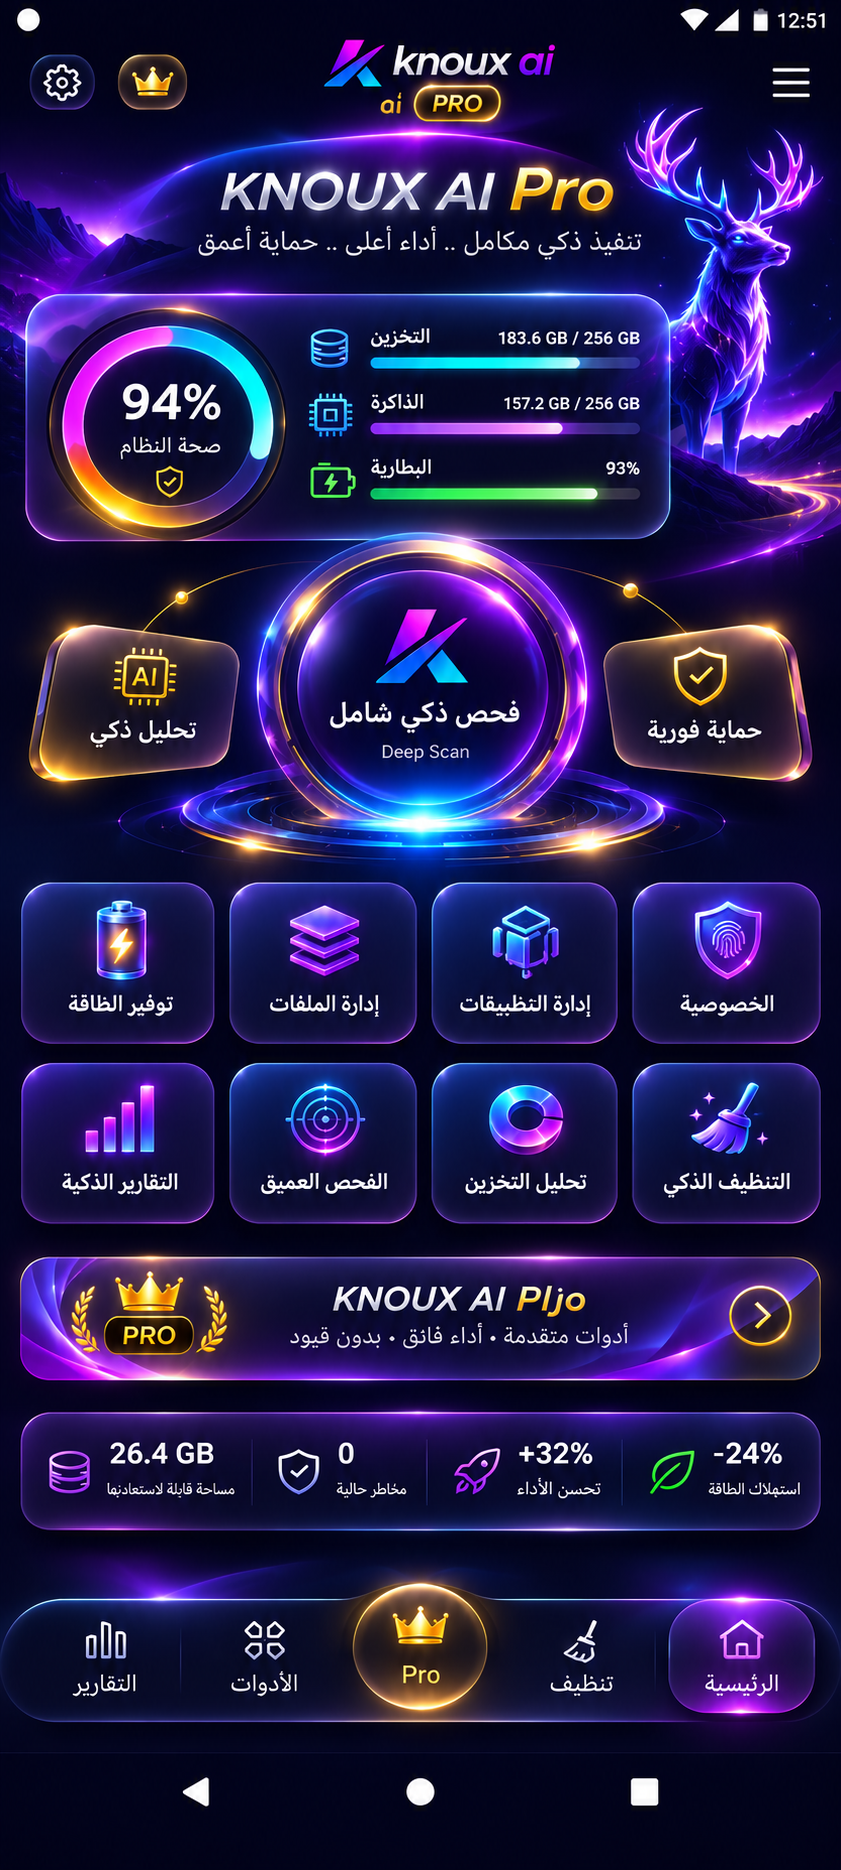 12:51
knoux ai
ai PRO
KNOUX AI Pro
تنفيذ ذكي مكامل .. أداء أعلى .. حماية أعمق
94%
صحة النظام
التخزين 183.6 GB / 256 GB
الذاكرة 157.2 GB / 256 GB
البطارية 93%
حماية فورية
فحص ذكي شامل
Deep Scan
AI
تحليل ذكي
الخصوصية
إدارة التظبيقات
إدارة الملفات
توفير الظاقة
التنظيف الذكي
تحليل التخزين
الفحص العميق
التقارير الذكية
PRO
KNOUX AI Pljo
أدوات متقدمة • أداء فائق • بدون قيود
-24%
استهلاك الطاقة
+32%
تحسن الأداء
0
مخاطر حالية
26.4 GB
مساحة قابلة لاستعادتها
الرئيسية
تنظيف
Pro
الأدوات
التقارير